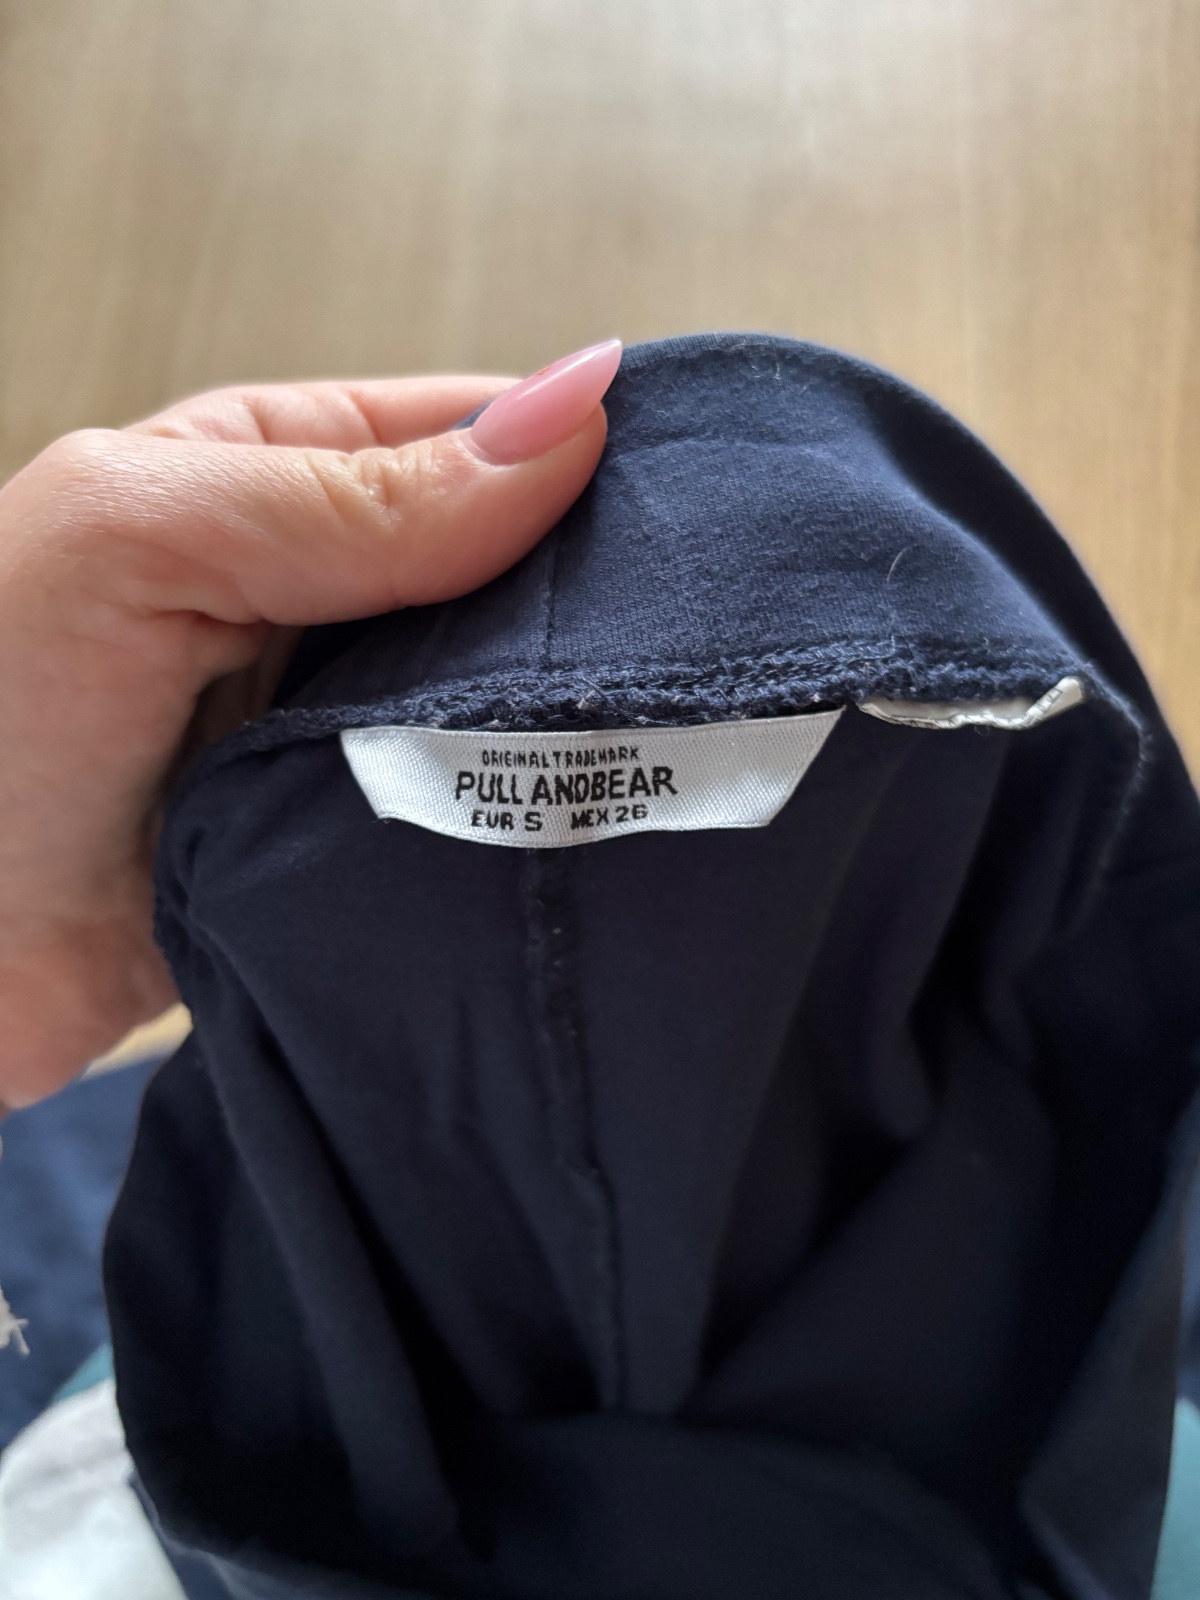 ORIGINAL TRADEMARK
PULL ANDBEAR
EUR S MEX 26